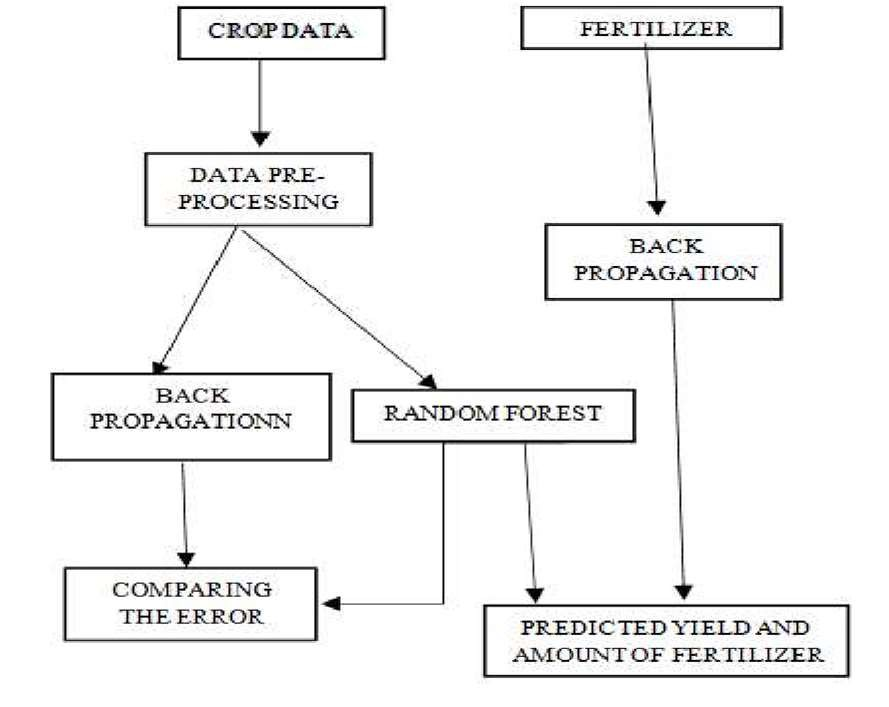 CROP DATA
FERTILIZER
DATA PRE-
PROCESSING
BACK
PROPAGATION
BACK
PROPAGATIONN
RANDOM FOREST
COMPARING
THE ERROR
PREDICTED YIELD AND
AMOUNT OF FERTILIZER